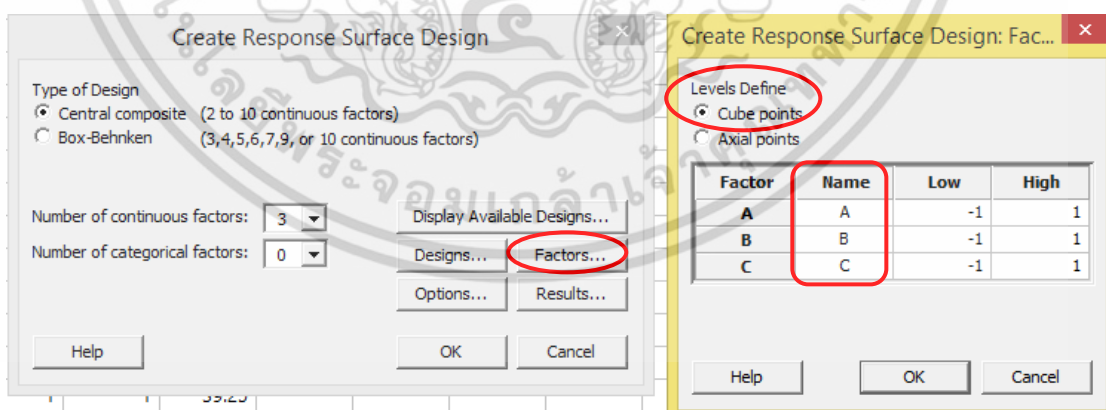 Create Response Surface Design
Type of Design
Central composite (2 to 10 continuous factors)
Box-Behnken (3,4,5,6,7,9, or 10 continuous factors)
Number of continuous factors: 3
Display Available Designs...
Number of categorical factors: 0
Designs... Factors...
Options... Results...
Help OK Cancel
39.25
Create Response Surface Design: Fac...
Levels Define
Cube points
Axial points
Factor Name Low High
A A -1 1
B B -1 1
C C -1 1
Help OK Cancel